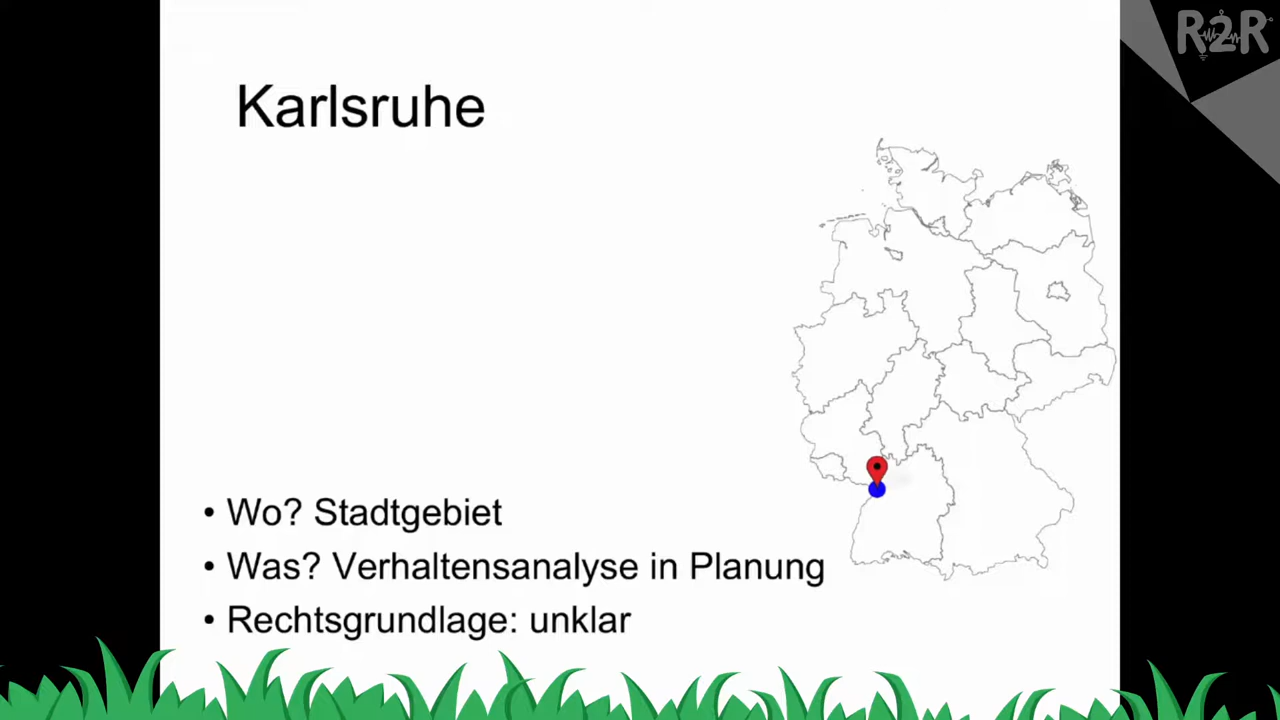 R2R
Karlsruhe
• Wo? Stadtgebiet
• Was? Verhaltensanalyse in Planung
• Rechtsgrundlage: unklar